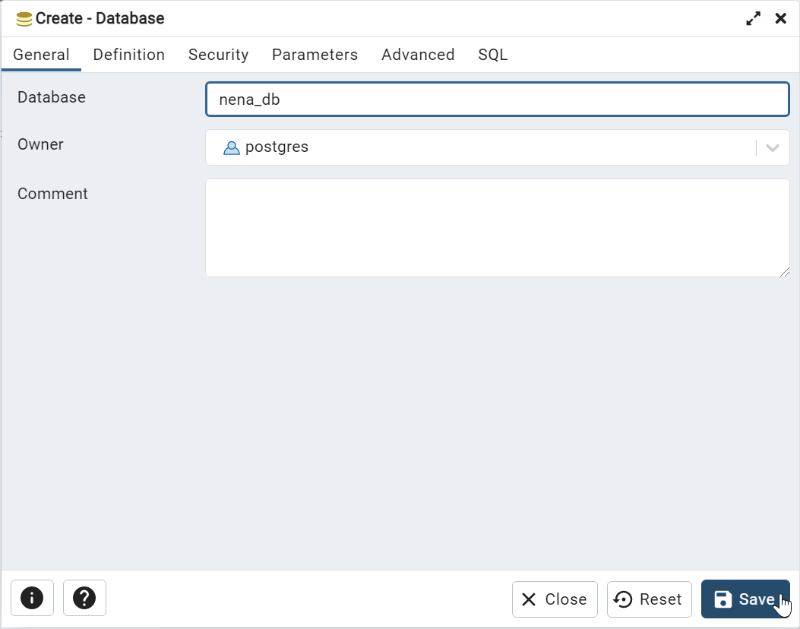 Create - Database
General Definition Security Parameters Advanced SQL
Database nena_db
Owner postgres
Comment
Close Reset Save